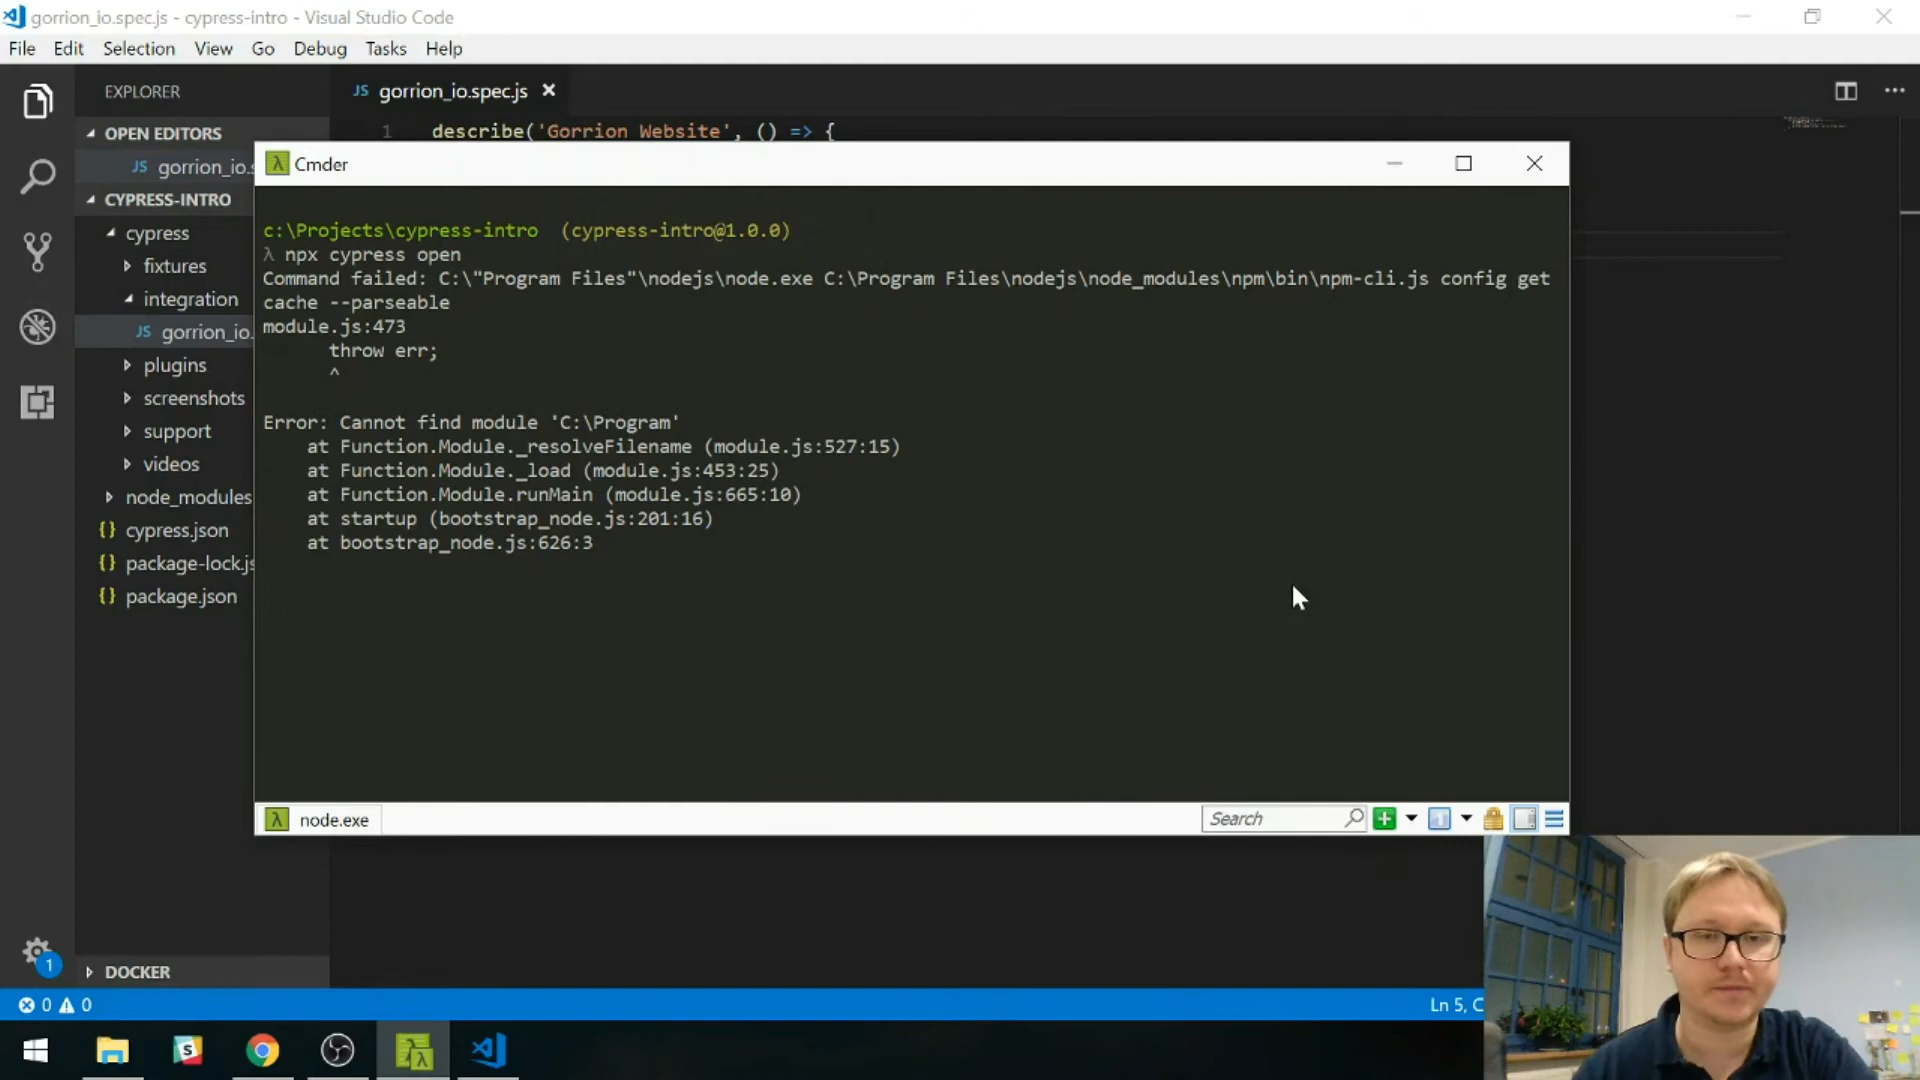 gorrion_io.spec.js - cypress-intro - Visual Studio Code
File Edit Selection View Go Debug Tasks Help
EXPLORER
JS gorrion_io.spec.js
OPEN EDITORS
1 describe('Gorrion Website', () => {
JS gorrion_io.s
CYPRESS-INTRO
cypress
fixtures
integration
JS gorrion_io.
plugins
screenshots
support
videos
node_modules
{} cypress.json
{} package-lock.js
{} package.json
DOCKER
λ Cmder
c:\Projects\cypress-intro (cypress-intro@1.0.0)
λ npx cypress open
Command failed: C:\"Program Files"\nodejs\node.exe C:\Program Files\nodejs\node_modules\npm\bin\npm-cli.js config get
cache --parseable
module.js:473
throw err;
^
Error: Cannot find module 'C:\Program'
at Function.Module._resolveFilename (module.js:527:15)
at Function.Module._load (module.js:453:25)
at Function.Module.runMain (module.js:665:10)
at startup (bootstrap_node.js:201:16)
at bootstrap_node.js:626:3
λ node.exe
Search
1
0 0
Ln 5, C